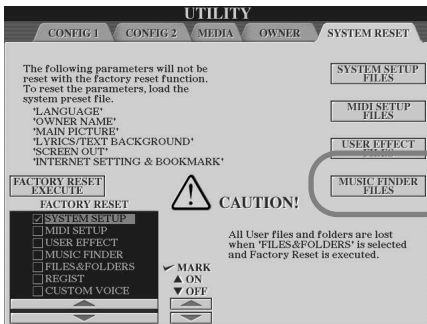 UTILITY
CONFIG 1 CONFIG 2 MEDIA OWNER SYSTEM RESET
The following parameters will not be
reset with the factory reset function.
To reset the parameters, load the
system preset file.
"LANGUAGE"
"OWNER NAME"
"MAIN PICTURE"
"LYRICS/TEXT BACKGROUND"
"SCREEN OUT"
"INTERNET SETTING & BOOKMARK"
SYSTEM SETUP
FILES
MIDI SETUP
FILES
USER EFFECT
FILES
MUSIC FINDER
FILES
FACTORY RESET
EXECUTE
CAUTION!
FACTORY RESET
SYSTEM SETUP
MIDI SETUP
USER EFFECT
MUSIC FINDER
FILES&FOLDERS
REGIST
CUSTOM VOICE
MARK
▲ ON
▼ OFF
All User files and folders are lost
when "FILES&FOLDERS" is selected
and Factory Reset is executed.